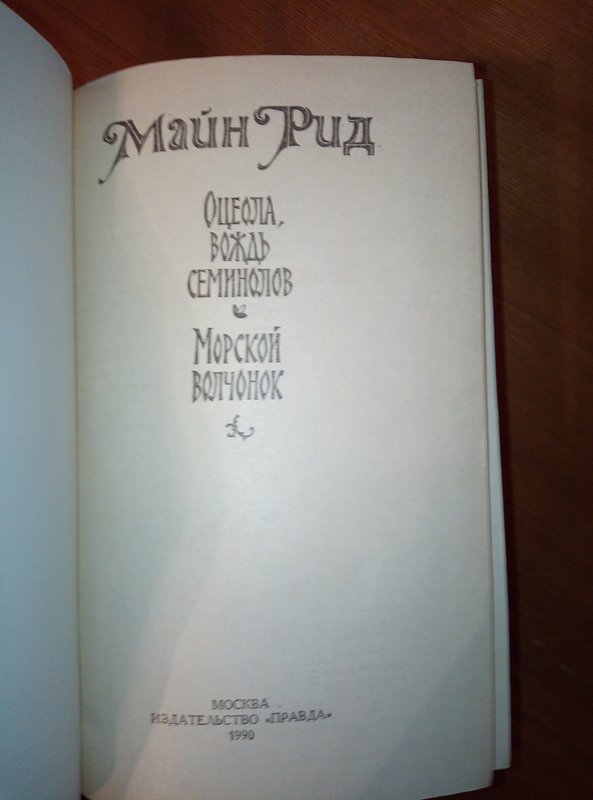 Майн Рид
Оцеола,
вождь
семинолов
Морской
волчонок
МОСКВА
ИЗДАТЕЛЬСТВО «ПРАВДА»
1990